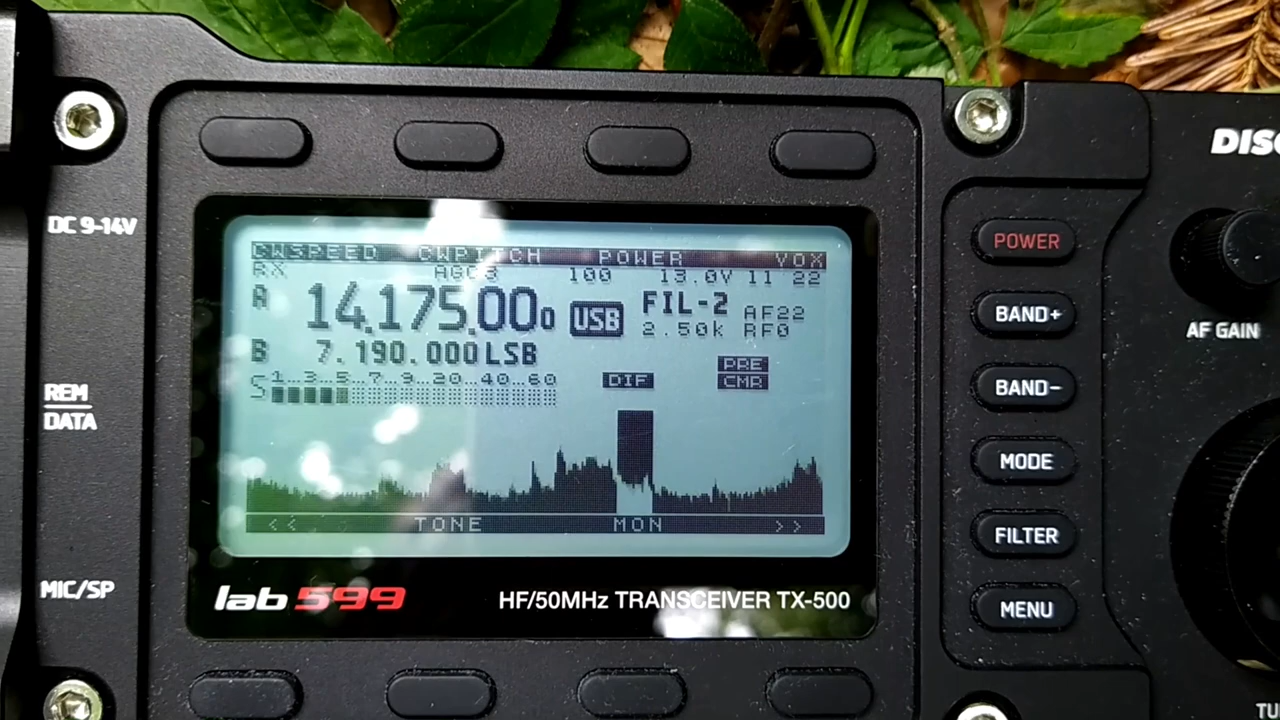 DISC
DC 9-14V
POWER
CWSPEED CWPITCH POWER VOX
RX AGC3 100 13.0V 11 22
A 14.175.000 USB FIL-2 AF22
2.50k RF0
B 7.190.000 LSB
PRE
S 1..3..5..7..9..20..40..60 DIF CMR
BAND+
AF GAIN
BAND-
REM
DATA
MODE
<< TONE MON >>
FILTER
MIC/SP
lab 599 HF/50MHz TRANSCEIVER TX-500
MENU
TU